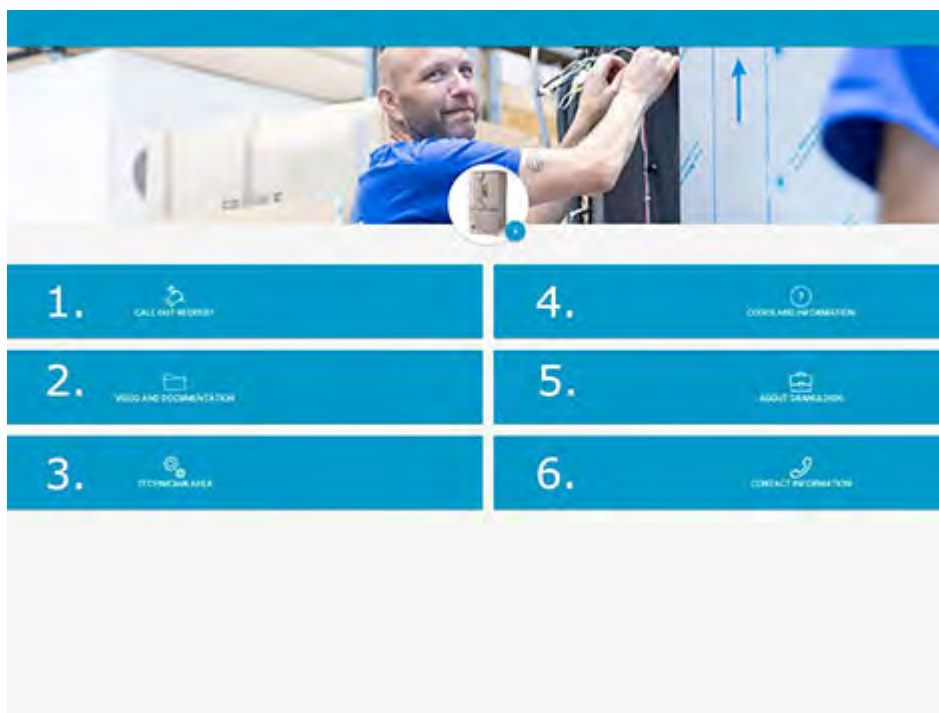 1.
CALL OUT REQUEST
2.
VIDEO AND DOCUMENTATION
3.
TECHNICIAN AREA
4.
CODES AND INFORMATION
5.
ABOUT GRANULDISK
6.
CONTACT INFORMATION